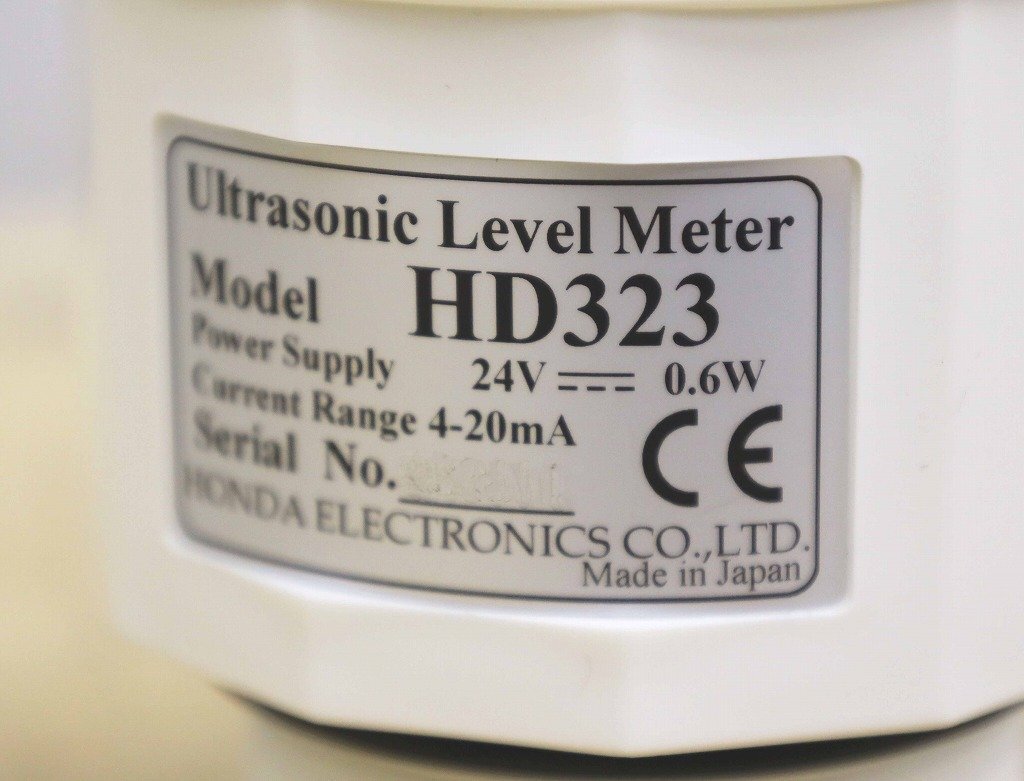 Ultrasonic Level Meter
Model HD323
Power Supply 24V 0.6W
Current Range 4-20mA
Serial No.
CE
HONDA ELECTRONICS CO.,LTD.
Made in Japan